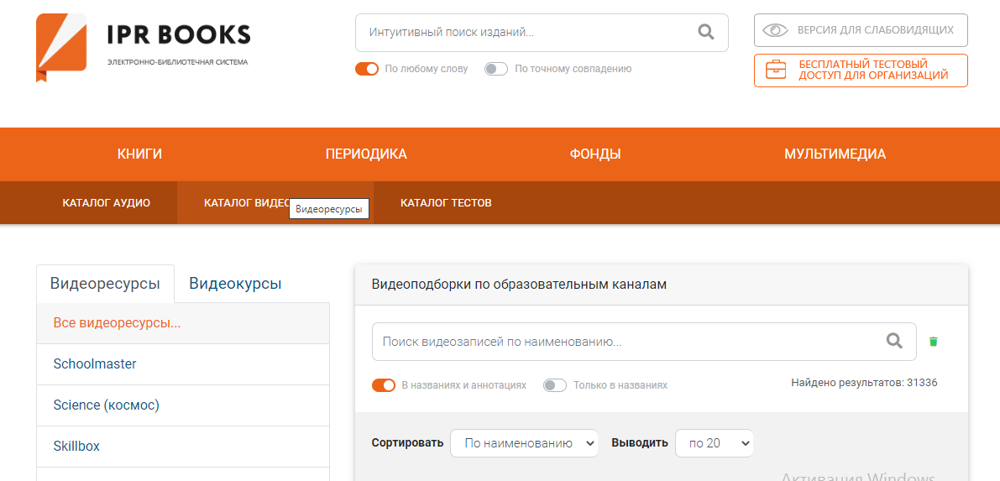 IPR BOOKS
ЭЛЕКТРОННО-БИБЛИОТЕЧНАЯ СИСТЕМА
Интуитивный поиск изданий...
По любому слову
По точному совпадению
ВЕРСИЯ ДЛЯ СЛАБОВИДЯЩИХ
БЕСПЛАТНЫЙ ТЕСТОВЫЙ
ДОСТУП ДЛЯ ОРГАНИЗАЦИЙ
КНИГИ
ПЕРИОДИКА
ФОНДЫ
МУЛЬТИМЕДИА
КАТАЛОГ АУДИО
КАТАЛОГ ВИДЕО
Видеоресурсы
КАТАЛОГ ТЕСТОВ
Видеоресурсы
Видеокурсы
Все видеоресурсы...
Schoolmaster
Science (космос)
Skillbox
Видеоподборки по образовательным каналам
Поиск видеозаписей по наименованию...
В названиях и аннотациях
Только в названиях
Найдено результатов: 31336
Сортировать
По наименованию
Выводить
по 20
Активация Windows